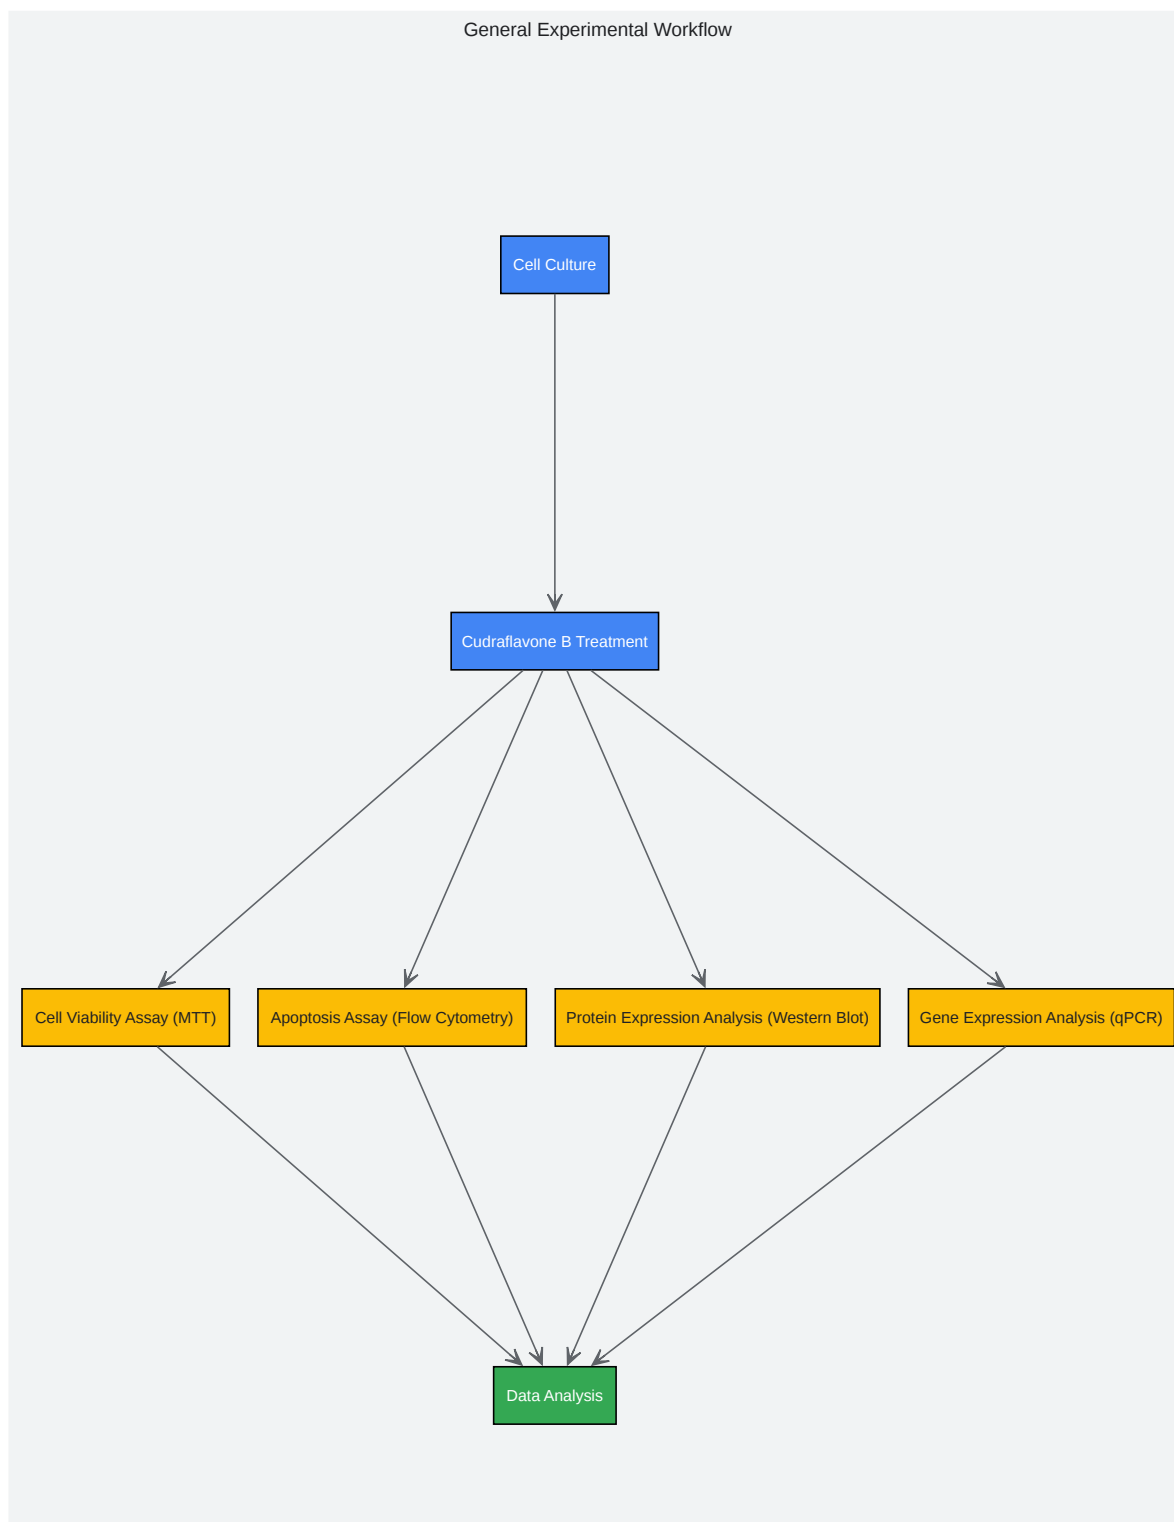 General Experimental Workflow
Cell Culture
Cudraflavone B Treatment
Cell Viability Assay (MTT)
Apoptosis Assay (Flow Cytometry)
Protein Expression Analysis (Western Blot)
Gene Expression Analysis (qPCR)
Data Analysis